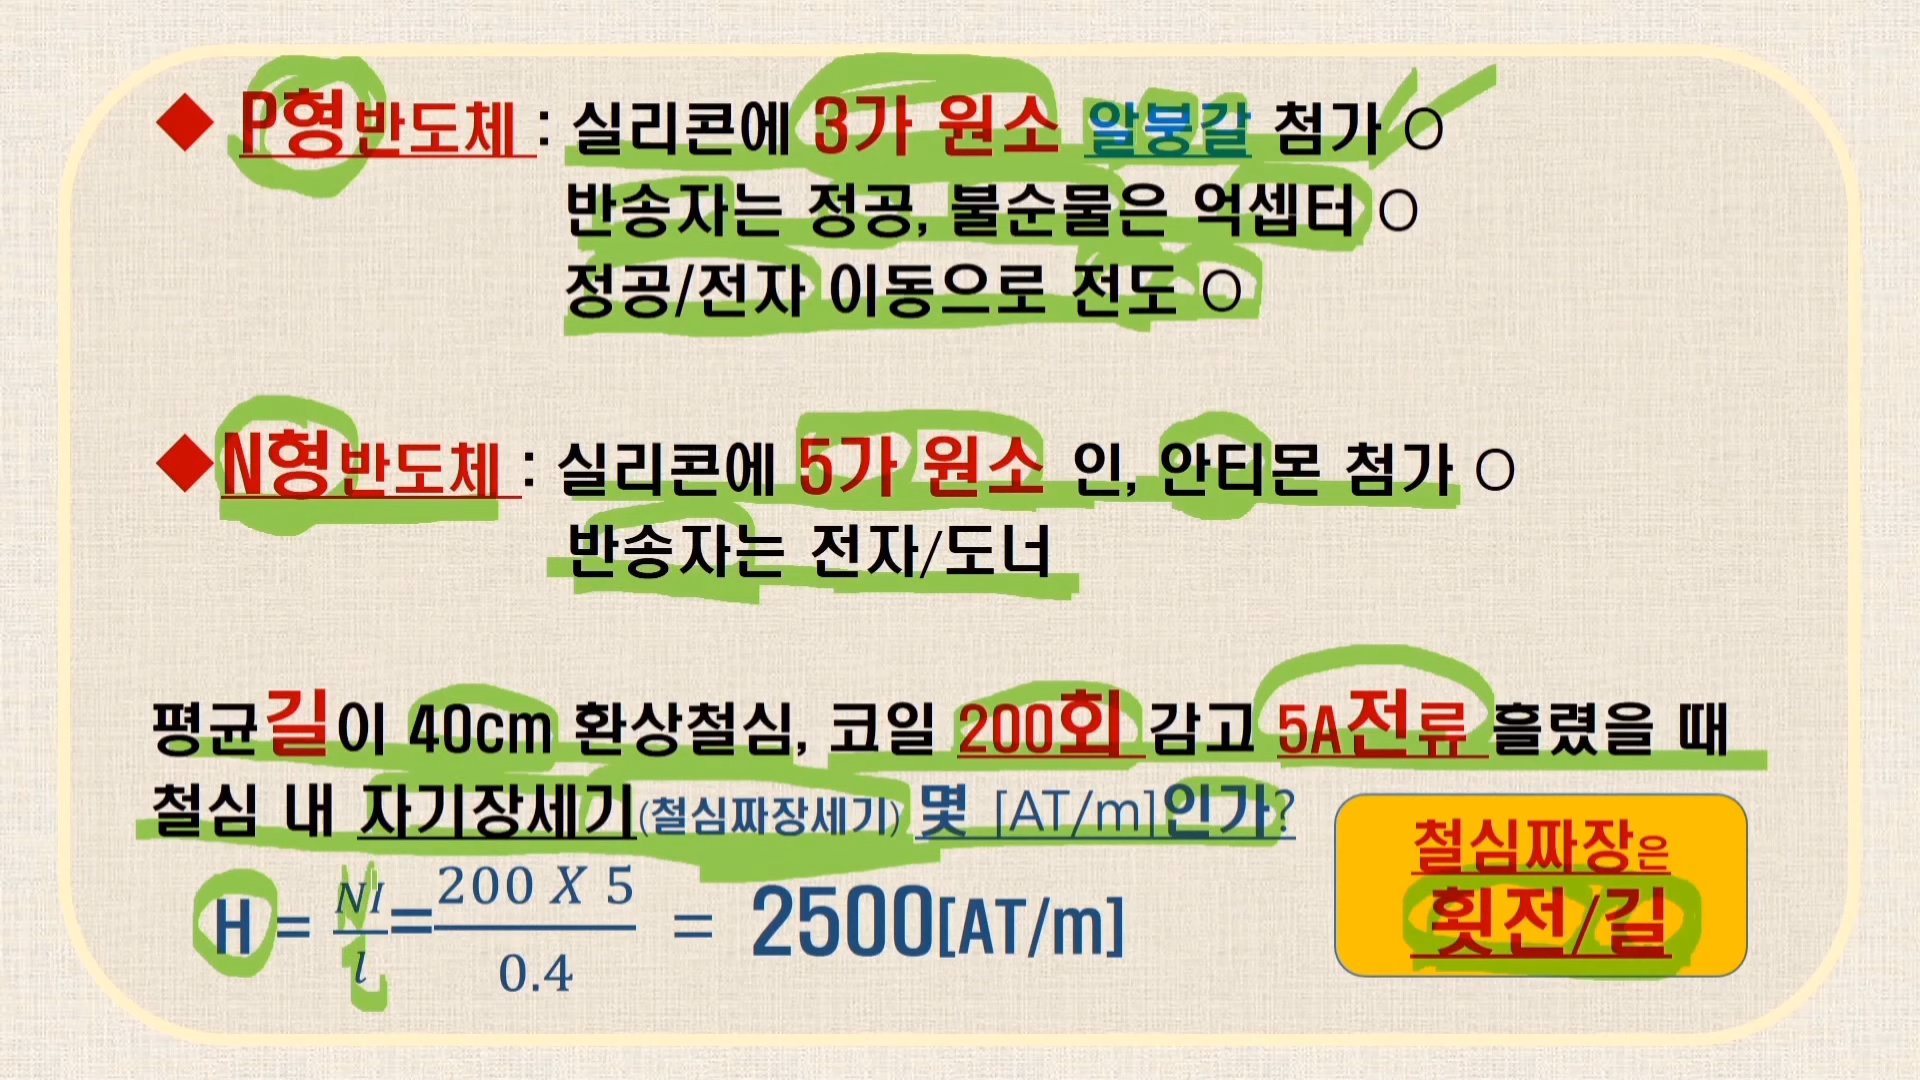 ◆ P형반도체 : 실리콘에 3가 원소 알붕갈 첨가 O
반송자는 정공, 불순물은 억셉터 O
정공/전자 이동으로 전도 O
◆ N형반도체 : 실리콘에 5가 원소 인, 안티몬 첨가 O
반송자는 전자/도너
평균길이 40cm 환상철심, 코일 200회 감고 5A전류 흘렸을 때
철심 내 자기장세기(철심짜장세기) 몇 [AT/m]인가?
H = NI/l = 200 X 5/0.4 = 2500[AT/m]
철심짜장은
횟전/길